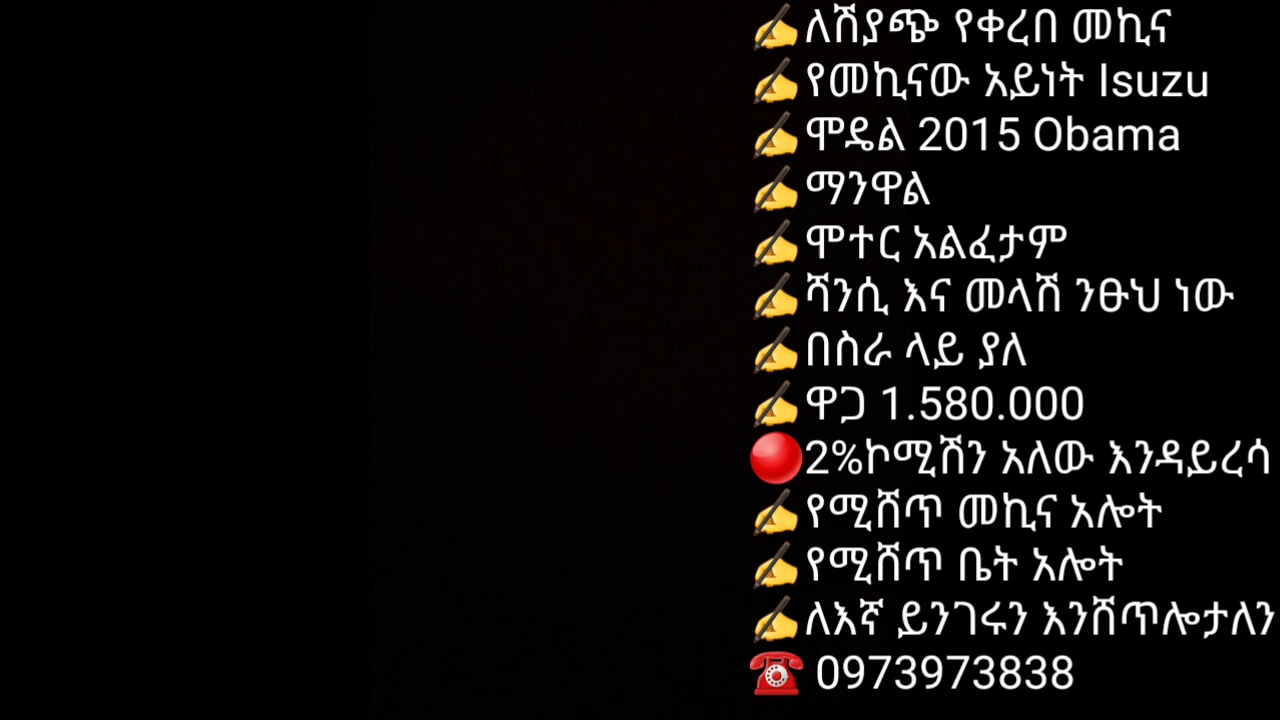 ✍️ለሽያጭ የቀረበ መኪና
✍️የመኪናው አይነት Isuzu
✍️ሞዴል 2015 Obama
✍️ማንዋል
✍️ሞተር አልፈታም
✍️ሻንሲ እና መላሽ ንፁህ ነው
✍️በስራ ላይ ያለ
✍️ዋጋ 1.580.000
🔴2%ኮሚሽን አለው እንዳይረሳ
✍️የሚሸጥ መኪና አሎት
✍️የሚሸጥ ቤት አሎት
✍️ለእኛ ይንገሩን እንሸጥሎታለን
☎️ 0973973838